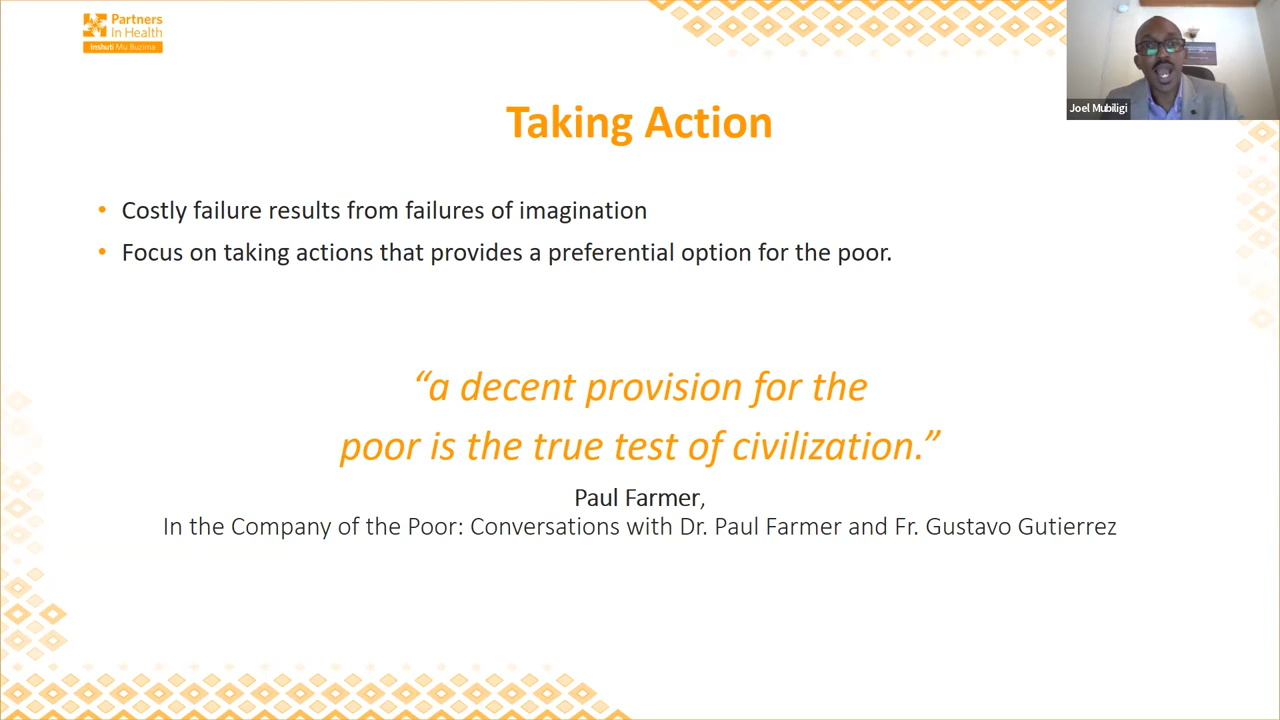 Partners
In Health
Inshuti Mu Buzima
Joel Mubiligi
Taking Action
• Costly failure results from failures of imagination
• Focus on taking actions that provides a preferential option for the poor.
“a decent provision for the
poor is the true test of civilization.”
Paul Farmer,
In the Company of the Poor: Conversations with Dr. Paul Farmer and Fr. Gustavo Gutierrez